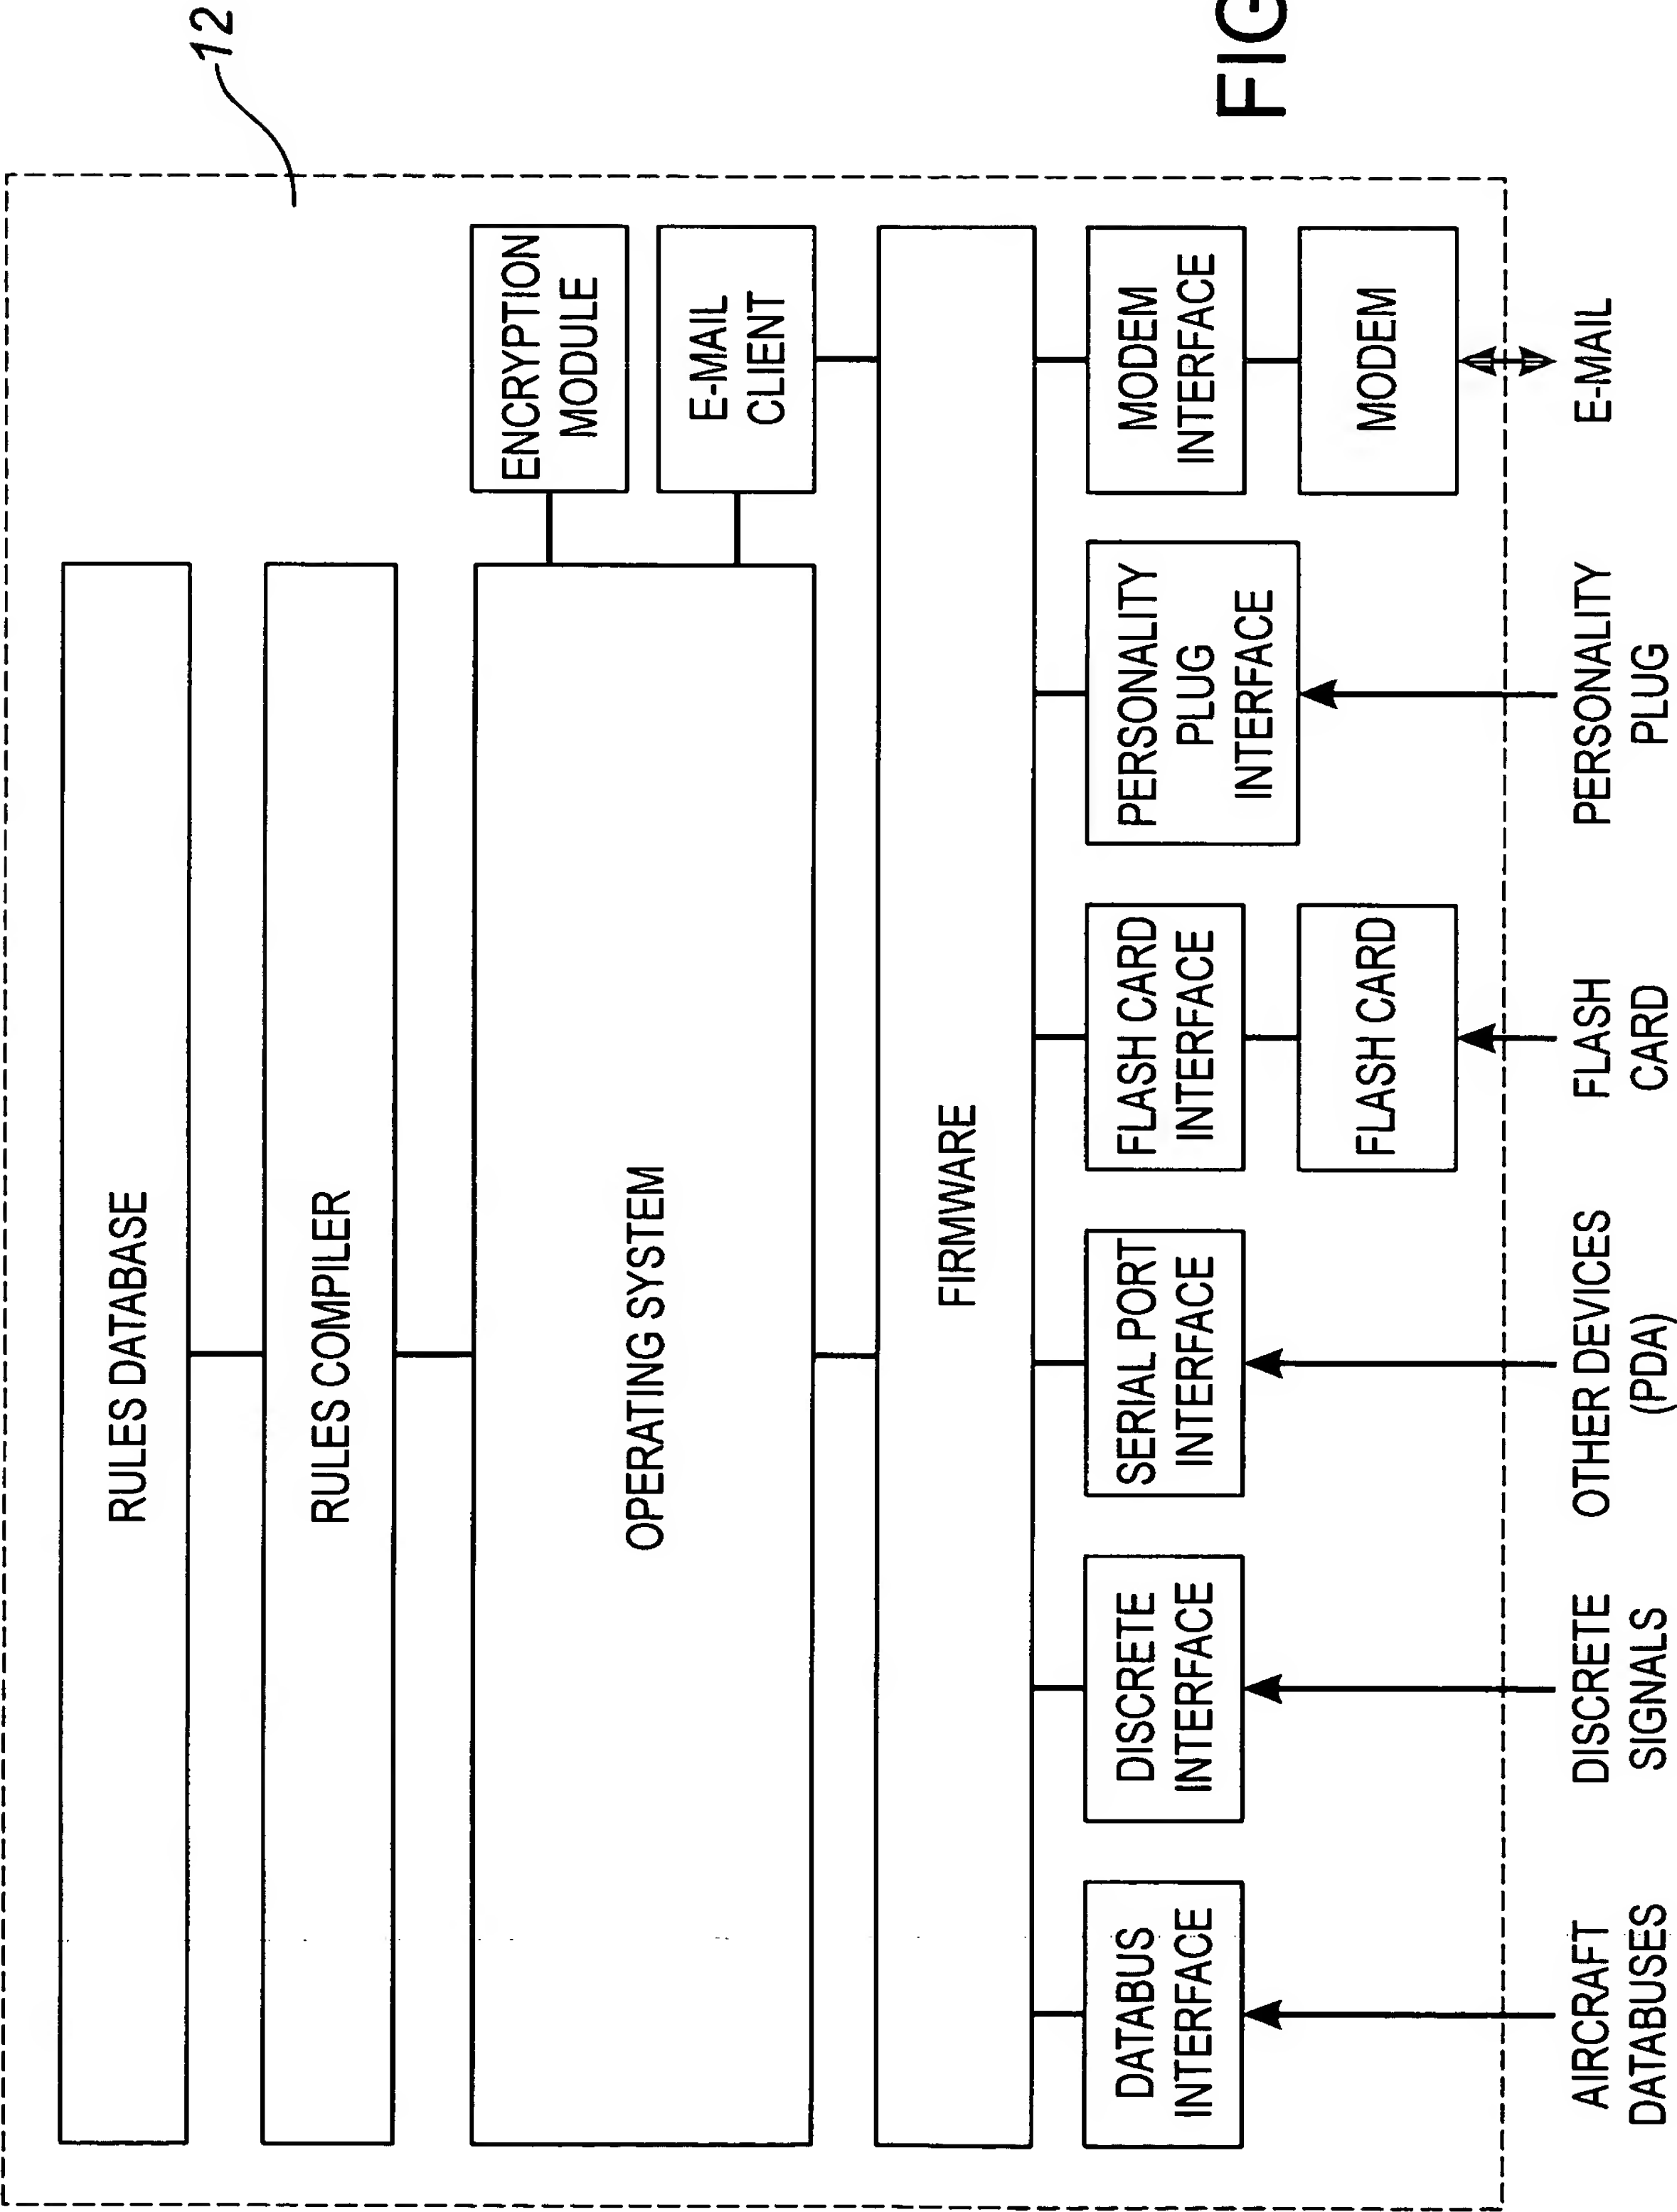 12
RULES DATABASE
RULES COMPILER
OPERATING SYSTEM
ENCRYPTION
MODULE
E-MAIL
CLIENT
FIRMWARE
DATABUS
INTERFACE
DISCRETE
INTERFACE
SERIAL PORT
INTERFACE
FLASH CARD
INTERFACE
PERSONALITY
PLUG
INTERFACE
MODEM
INTERFACE
FLASH CARD
MODEM
AIRCRAFT
DATABUSES
DISCRETE
SIGNALS
OTHER DEVICES
(PDA)
FLASH
CARD
PERSONALITY
PLUG
E-MAIL
FIG